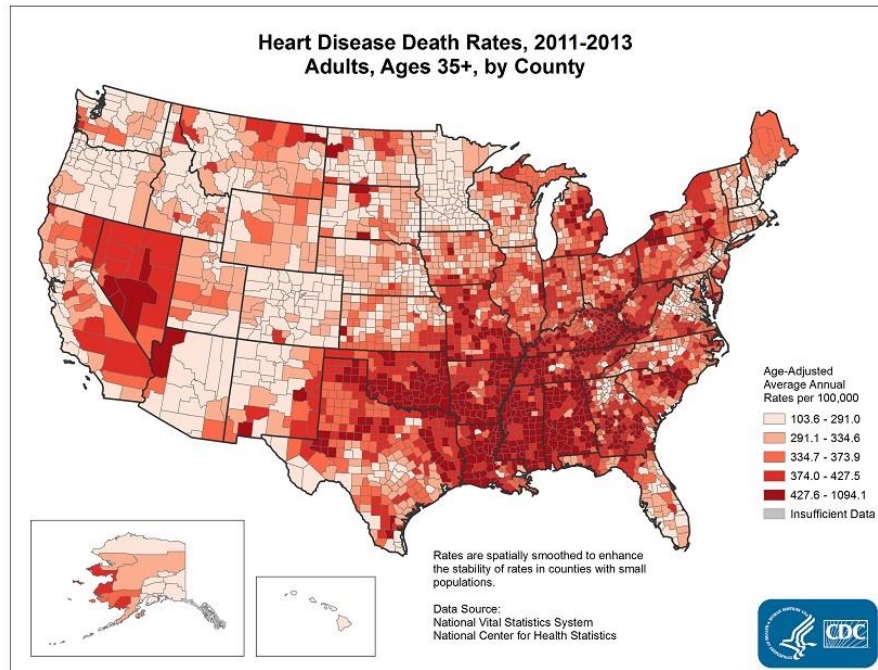 Heart Disease Death Rates, 2011-2013
Adults, Ages 35+, by County
Age-Adjusted
Average Annual
Rates per 100,000
103.6 - 291.0
291.1 - 334.6
334.7 - 373.9
374.0 - 427.5
427.6 - 1094.1
Insufficient Data
Rates are spatially smoothed to enhance
the stability of rates in counties with small
populations.
Data Source:
National Vital Statistics System
National Center for Health Statistics
CDC